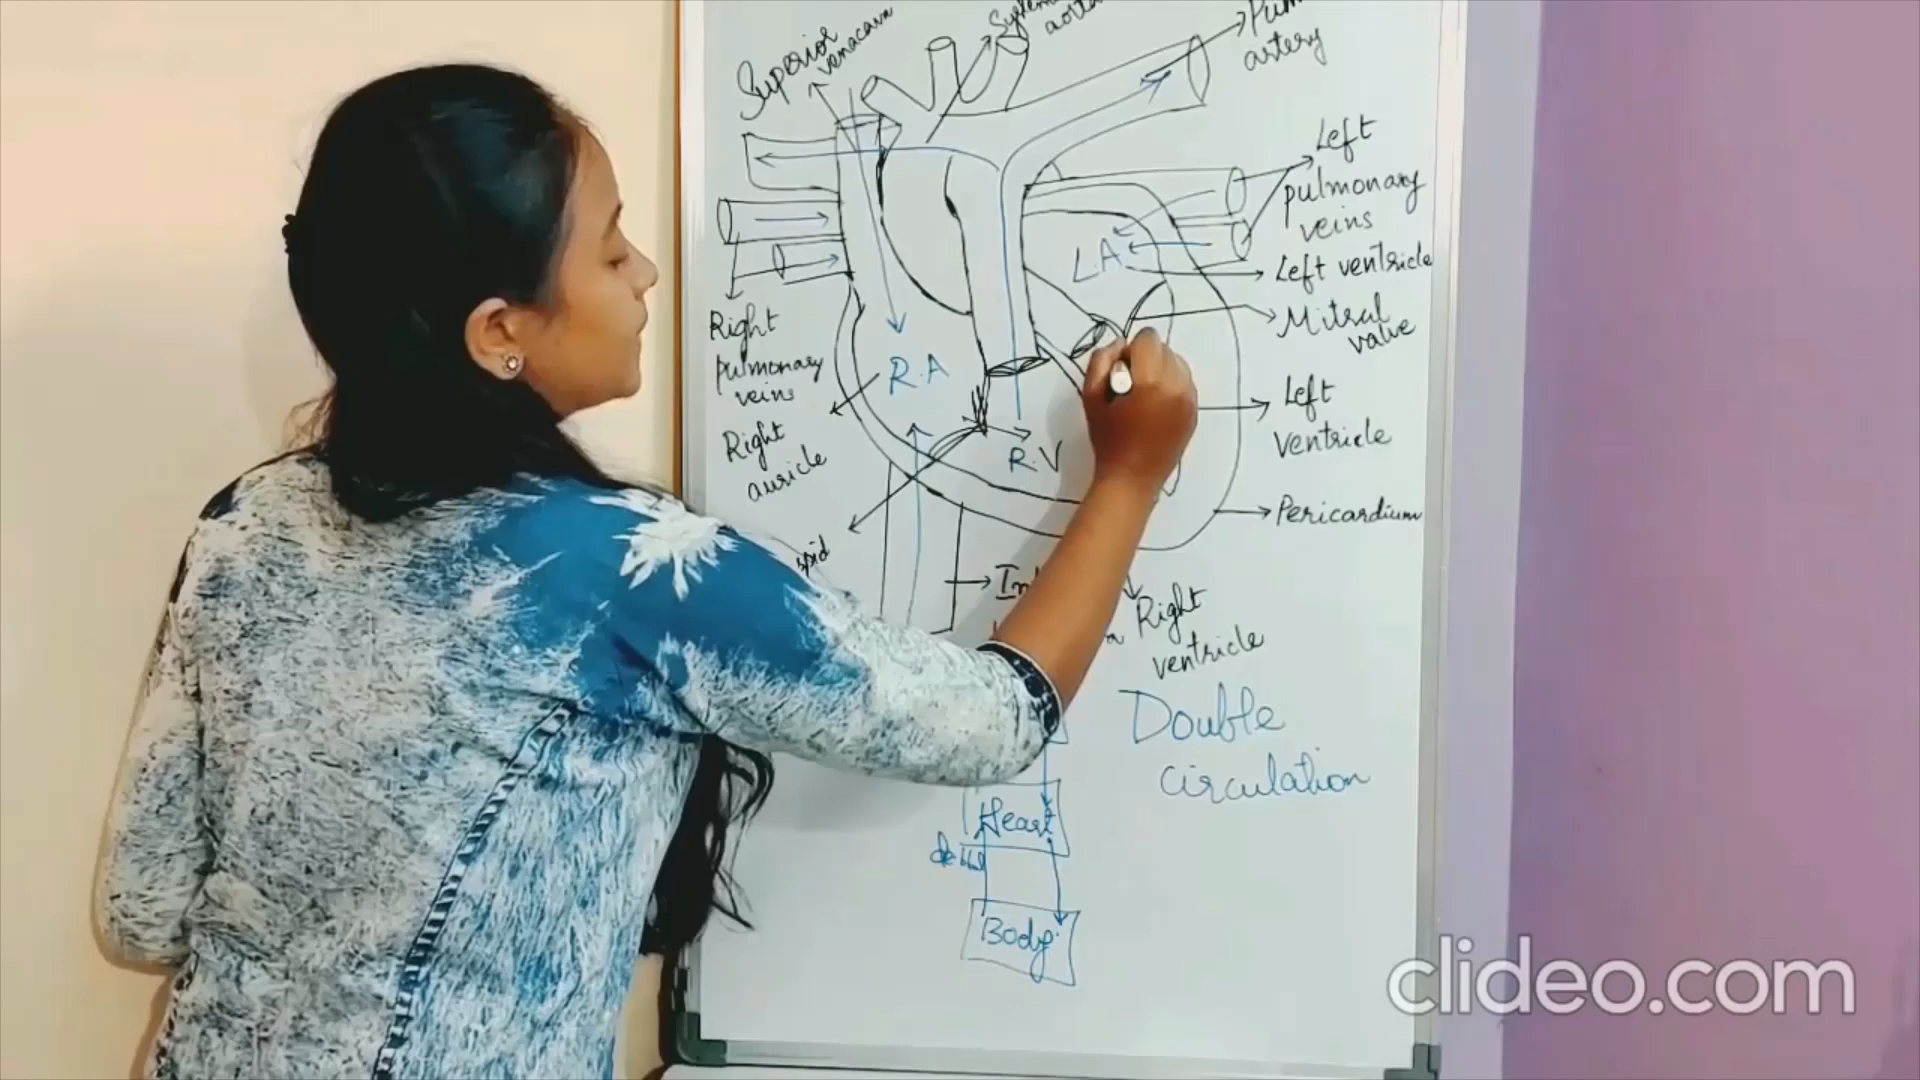 Superior
venacava
artery
Left
pulmonary
veins
Left ventricle
L.A
Mitral
valve
Right
pulmonary
veins
R.A
Left
ventricle
Right
auricle
R.V
Pericardium
Right
ventricle
Double
circulation
Heart
Body
clideo.com